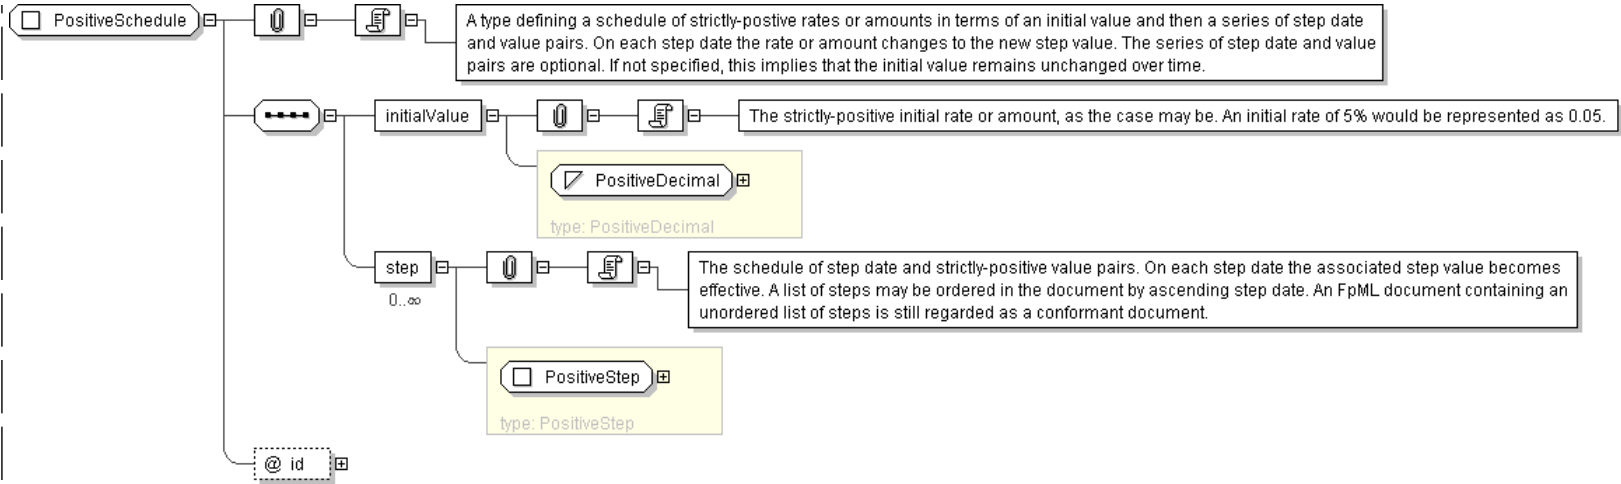 PositiveSchedule
A type defining a schedule of strictly-postive rates or amounts in terms of an initial value and then a series of step date
and value pairs. On each step date the rate or amount changes to the new step value. The series of step date and value
pairs are optional. If not specified, this implies that the initial value remains unchanged over time.
initialValue
The strictly-positive initial rate or amount, as the case may be. An initial rate of 5% would be represented as 0.05.
PositiveDecimal
type: PositiveDecimal
step
0..∞
The schedule of step date and strictly-positive value pairs. On each step date the associated step value becomes
effective. A list of steps may be ordered in the document by ascending step date. An FpML document containing an
unordered list of steps is still regarded as a conformant document.
PositiveStep
type: PositiveStep
@ id